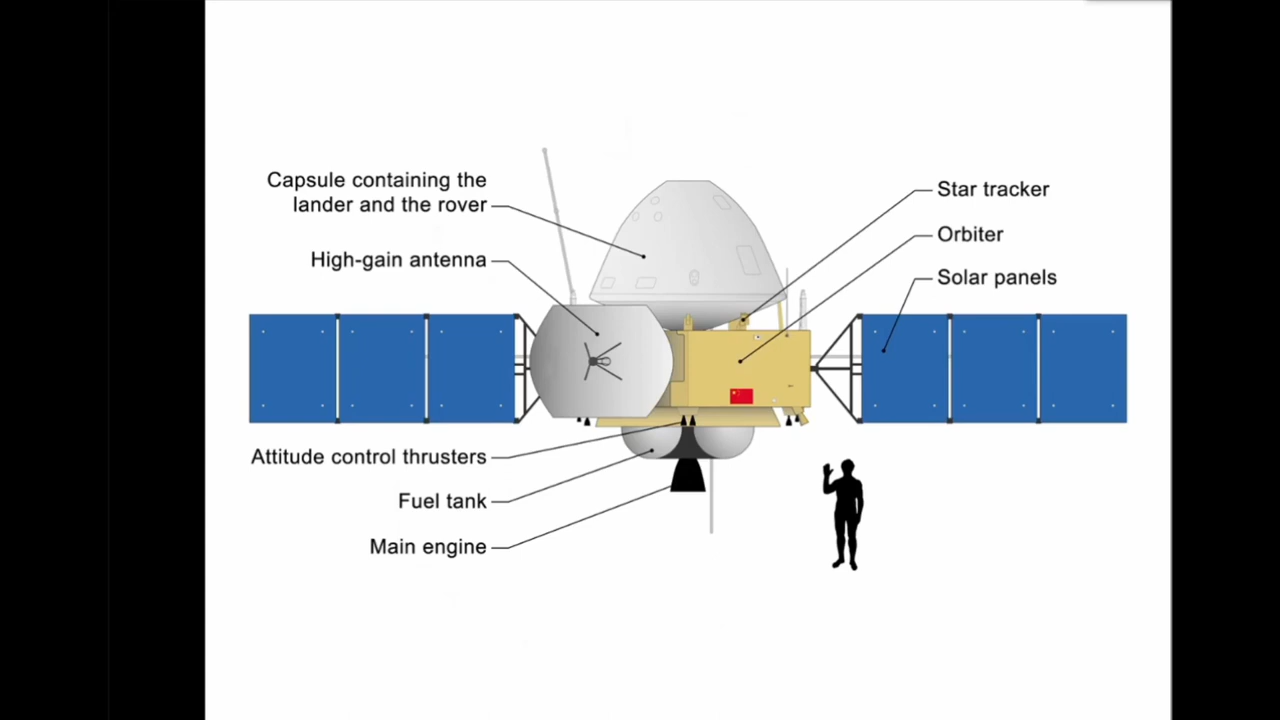 Capsule containing the
lander and the rover
High-gain antenna
Star tracker
Orbiter
Solar panels
Attitude control thrusters
Fuel tank
Main engine